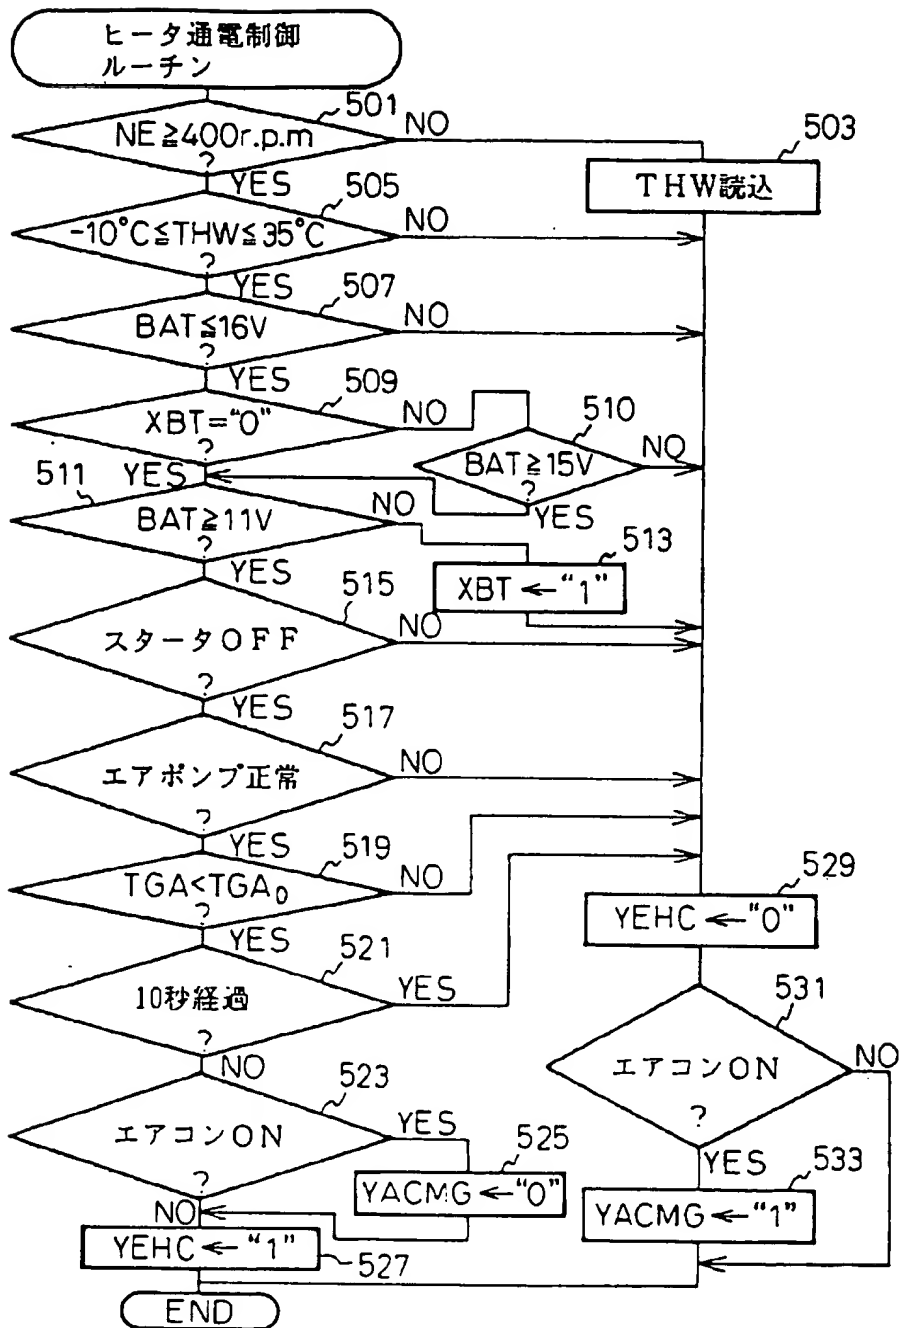 ヒータ通電制御
ルーチン
501
NE≧400r.p.m
?
NO
503
THW読込
YES
505
-10°C≦THW≦35°C
?
NO
YES
507
BAT≦16V
?
NO
YES
509
XBT="0"
?
NO
510
BAT≧15V
?
NO
YES
YES
511
BAT≧11V
?
NO
513
XBT ← "1"
YES
515
スタータOFF
?
NO
YES
517
エアポンプ正常
?
NO
YES
519
TGA<TGA₀
?
NO
529
YEHC ← "0"
YES
521
10秒経過
?
YES
531
エアコンON
?
NO
NO
523
エアコンON
?
YES
525
YACMG ← "0"
YES
533
YACMG ← "1"
NO
YEHC ← "1"
527
END